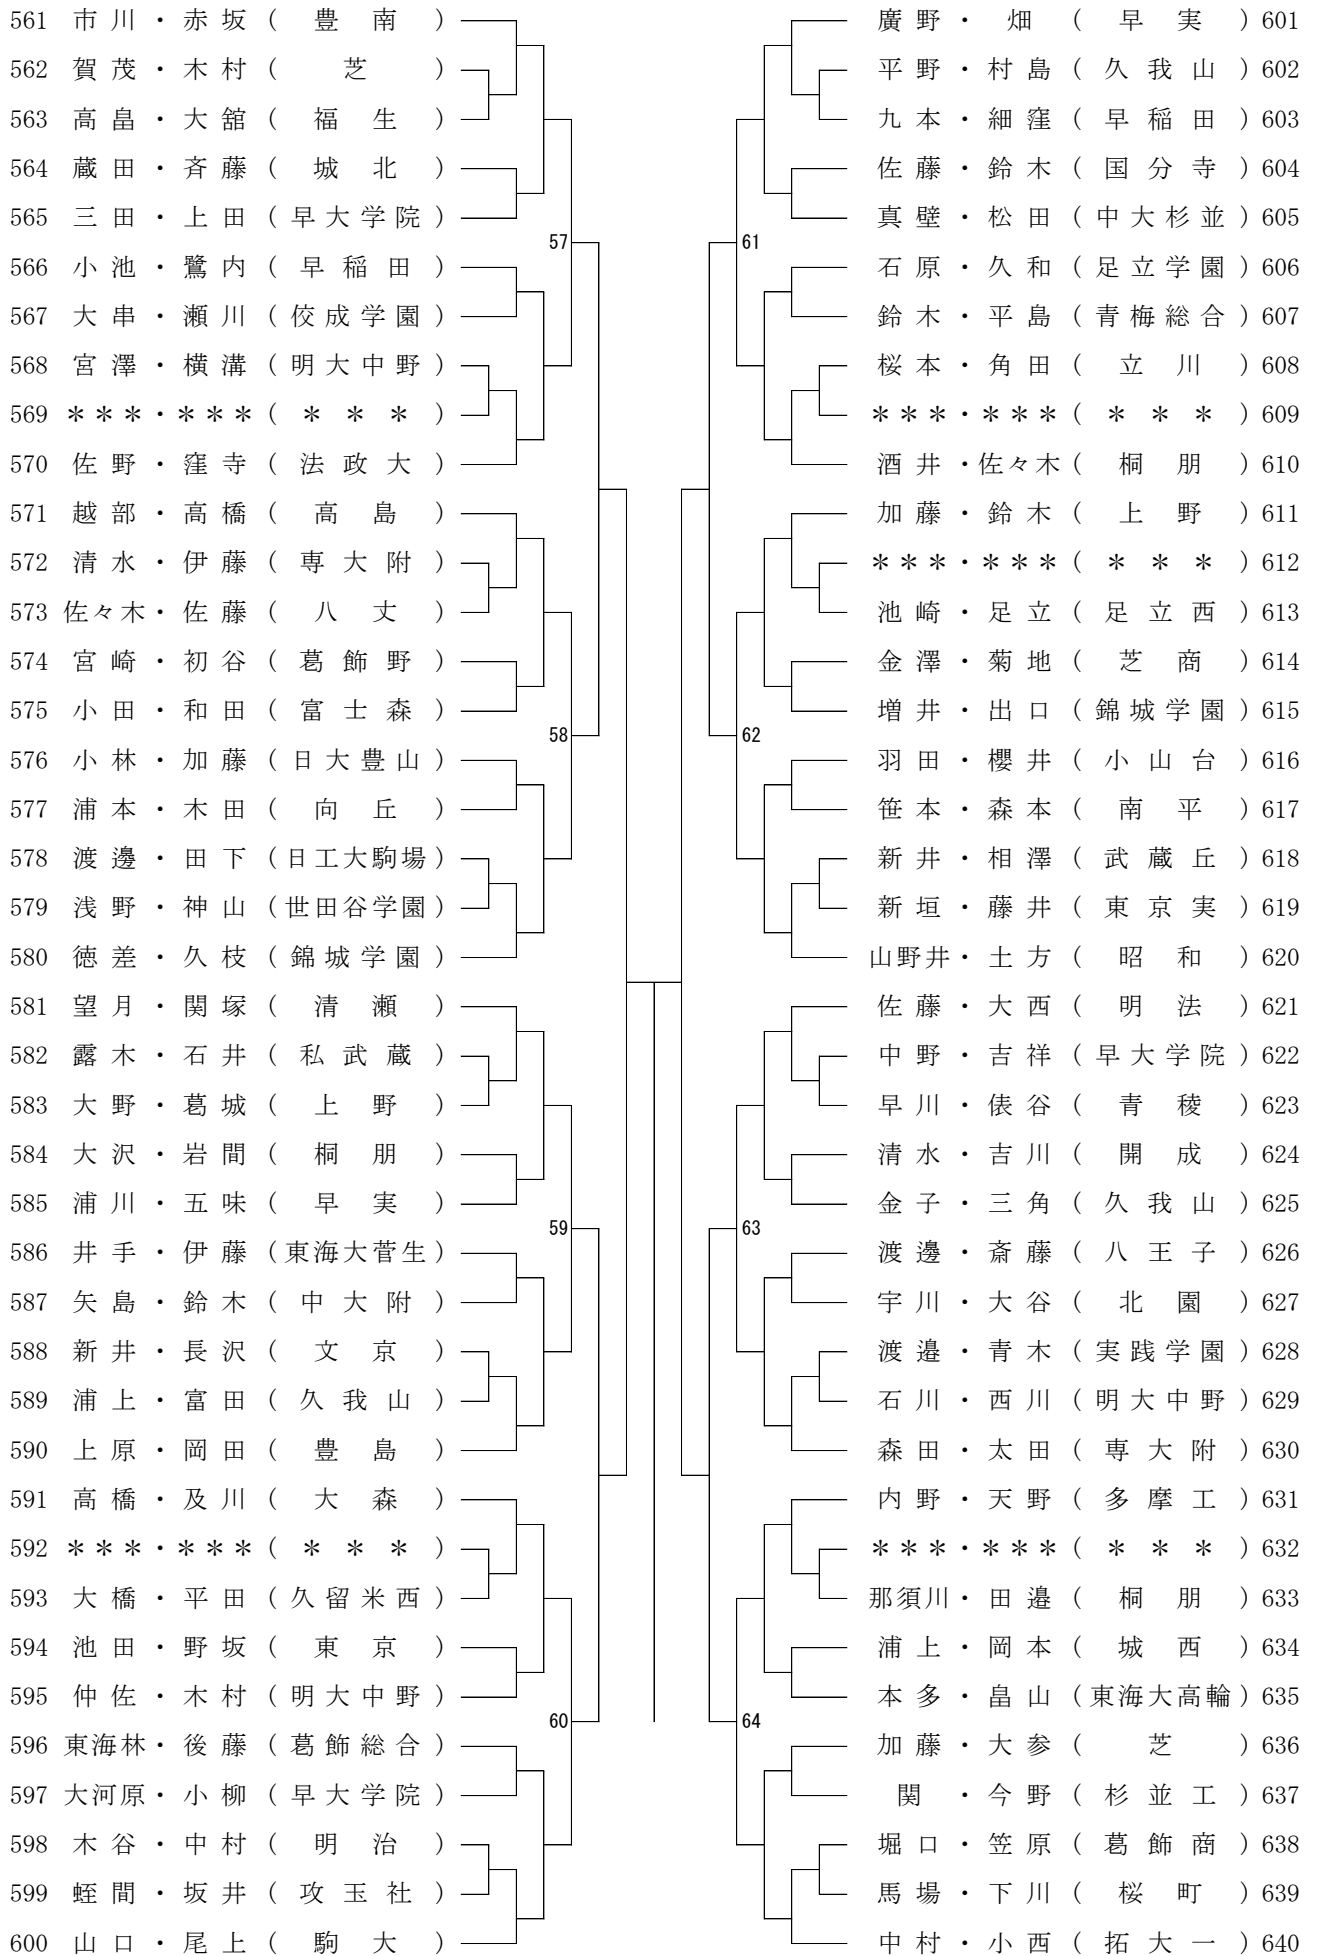 561 市川・赤坂（豊南）
562 賀茂・木村（芝）
563 高畠・大舘（福生）
564 蔵田・斉藤（城北）
565 三田・上田（早大学院）
566 小池・鷺内（早稲田）
567 大串・瀬川（佼成学園）
568 宮澤・横溝（明大中野）
569 ＊＊＊・＊＊＊（＊＊＊）
570 佐野・窪寺（法政大）
571 越部・高橋（高島）
572 清水・伊藤（専大附）
573 佐々木・佐藤（八丈）
574 宮崎・初谷（葛飾野）
575 小田・和田（富士森）
576 小林・加藤（日大豊山）
577 浦本・木田（向丘）
578 渡邊・田下（日工大駒場）
579 浅野・神山（世田谷学園）
580 徳差・久枝（錦城学園）
581 望月・関塚（清瀬）
582 露木・石井（私武蔵）
583 大野・葛城（上野）
584 大沢・岩間（桐朋）
585 浦川・五味（早実）
586 井手・伊藤（東海大菅生）
587 矢島・鈴木（中大附）
588 新井・長沢（文京）
589 浦上・富田（久我山）
590 上原・岡田（豊島）
591 高橋・及川（大森）
592 ＊＊＊・＊＊＊（＊＊＊）
593 大橋・平田（久留米西）
594 池田・野坂（東京）
595 仲佐・木村（明大中野）
596 東海林・後藤（葛飾総合）
597 大河原・小柳（早大学院）
598 木谷・中村（明治）
599 蛭間・坂井（攻玉社）
600 山口・尾上（駒大）
57
58
59
60
61
62
63
64
廣野・畑（早実）601
平野・村島（久我山）602
九本・細窪（早稲田）603
佐藤・鈴木（国分寺）604
真壁・松田（中大杉並）605
石原・久和（足立学園）606
鈴木・平島（青梅総合）607
桜本・角田（立川）608
＊＊＊・＊＊＊（＊＊＊）609
酒井・佐々木（桐朋）610
加藤・鈴木（上野）611
＊＊＊・＊＊＊（＊＊＊）612
池崎・足立（足立西）613
金澤・菊地（芝商）614
増井・出口（錦城学園）615
羽田・櫻井（小山台）616
笹本・森本（南平）617
新井・相澤（武蔵丘）618
新垣・藤井（東京実）619
山野井・土方（昭和）620
佐藤・大西（明法）621
中野・吉祥（早大学院）622
早川・俵谷（青稜）623
清水・吉川（開成）624
金子・三角（久我山）625
渡邊・斎藤（八王子）626
宇川・大谷（北園）627
渡邉・青木（実践学園）628
石川・西川（明大中野）629
森田・太田（専大附）630
内野・天野（多摩工）631
＊＊＊・＊＊＊（＊＊＊）632
那須川・田邉（桐朋）633
浦上・岡本（城西）634
本多・畠山（東海大高輪）635
加藤・大参（芝）636
関・今野（杉並工）637
堀口・笠原（葛飾商）638
馬場・下川（桜町）639
中村・小西（拓大一）640